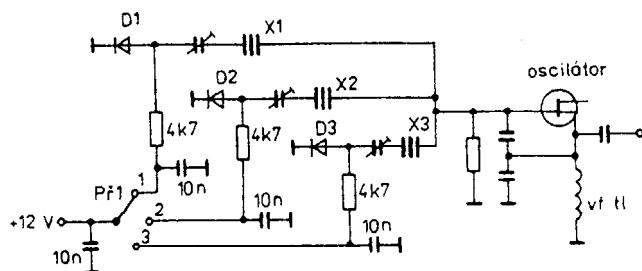 D1
X1
D2
X2
oscilátor
D3
X3
4k7
4k7
4k7
10n
1
Př1
10n
2
+12 V
10n
3
10n
vf tl